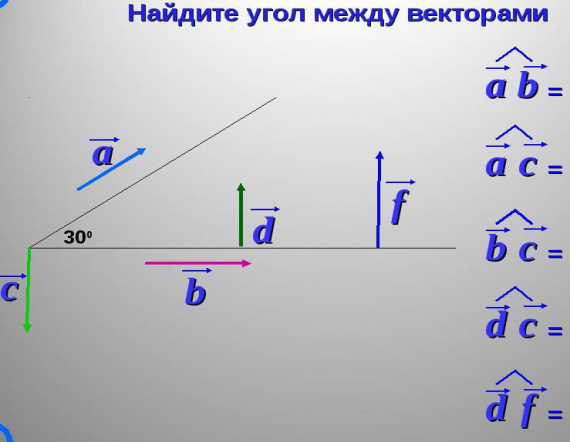 Найдите угол между векторами
a b =
a c =
a
f
d
30⁰
b c =
c
b
d c =
d f =